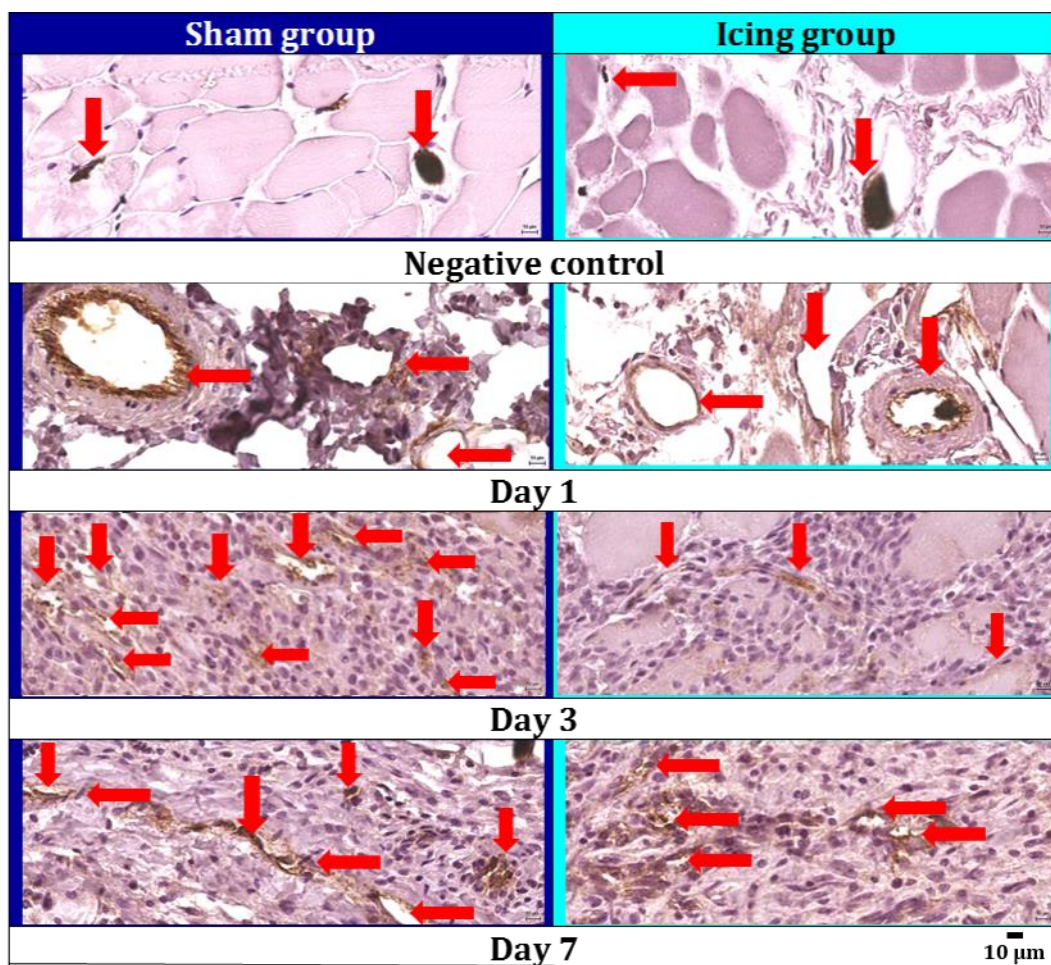 Sham group
Icing group
Negative control
Day 1
Day 3
Day 7
10 μm